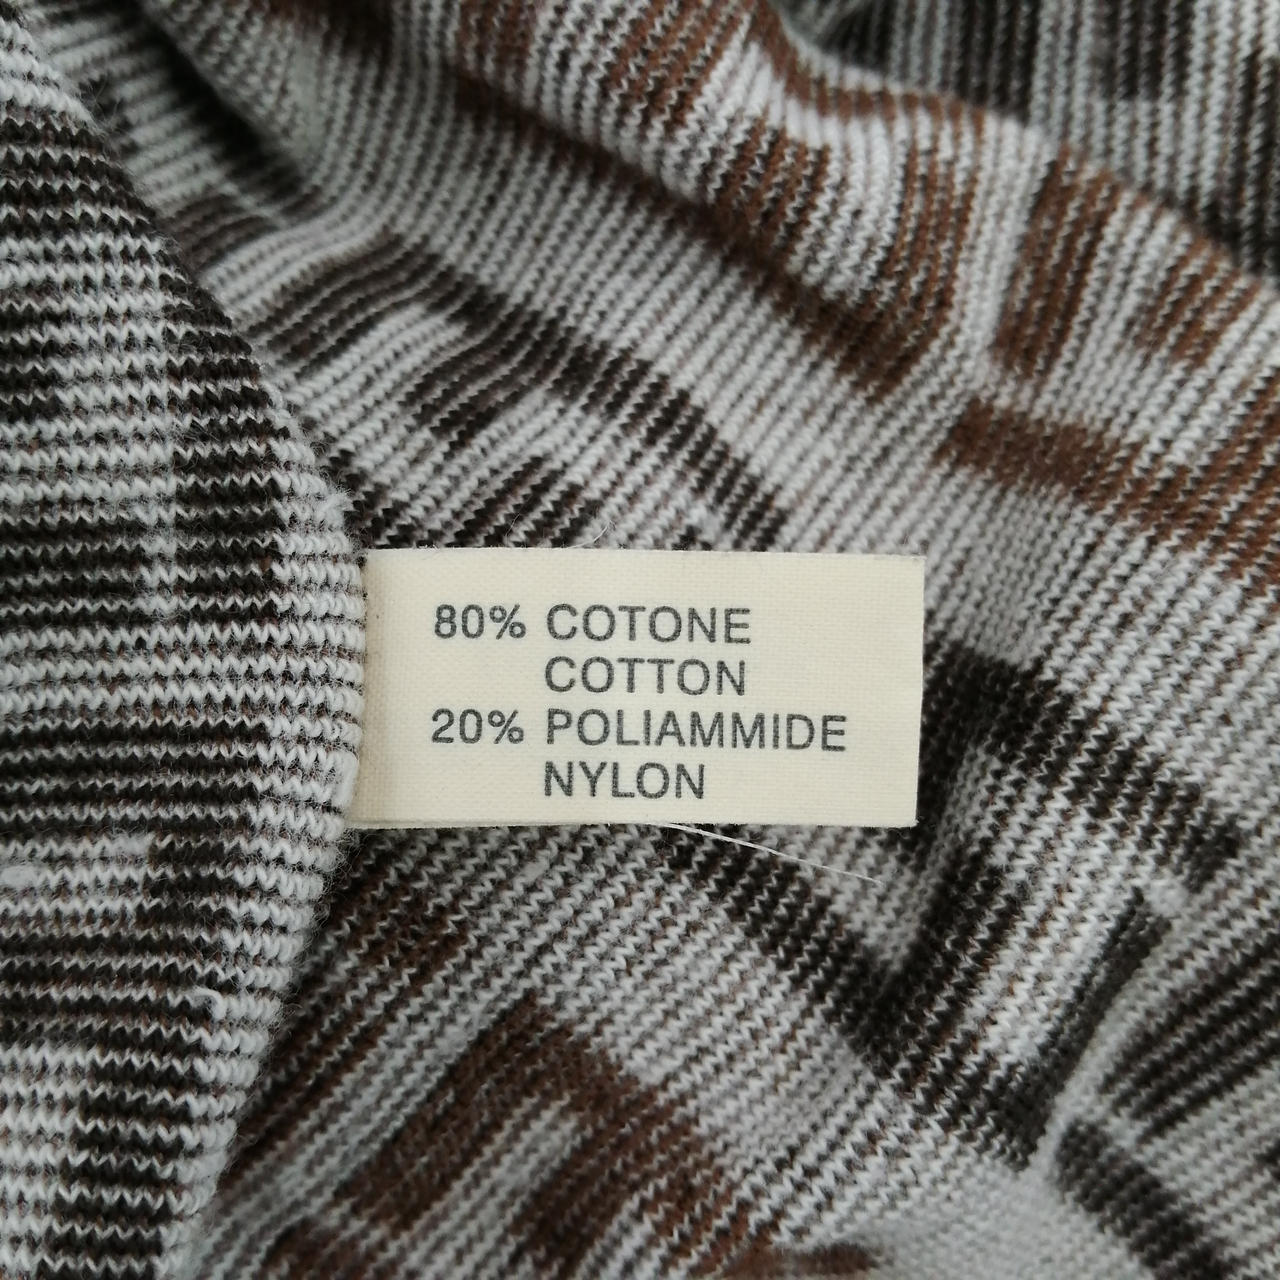 80% COTONE
COTTON
20% POLIAMMIDE
NYLON